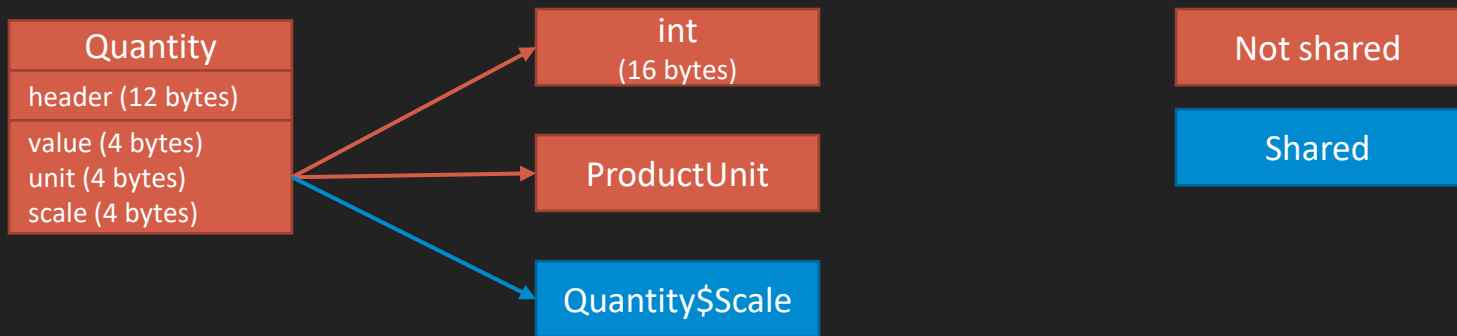 Quantity
header (12 bytes)
value (4 bytes)
unit (4 bytes)
scale (4 bytes)
int
(16 bytes)
ProductUnit
Quantity$Scale
Not shared
Shared